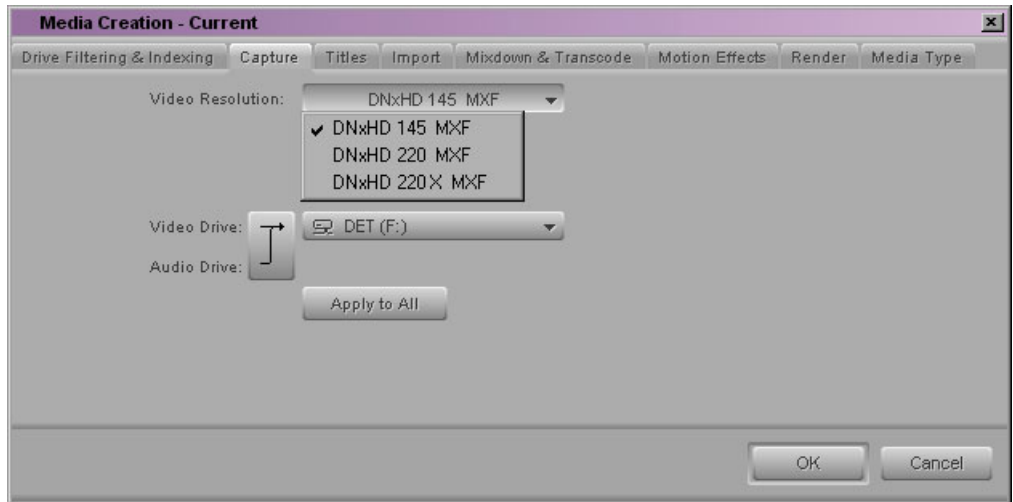 Media Creation - Current
Drive Filtering & Indexing Capture Titles Import Mixdown & Transcode Motion Effects Render Media Type
Video Resolution: DNxHD 145 MXF
DNxHD 145 MXF
DNxHD 220 MXF
DNxHD 220X MXF
Video Drive: DET (F:)
Audio Drive:
Apply to All
OK Cancel